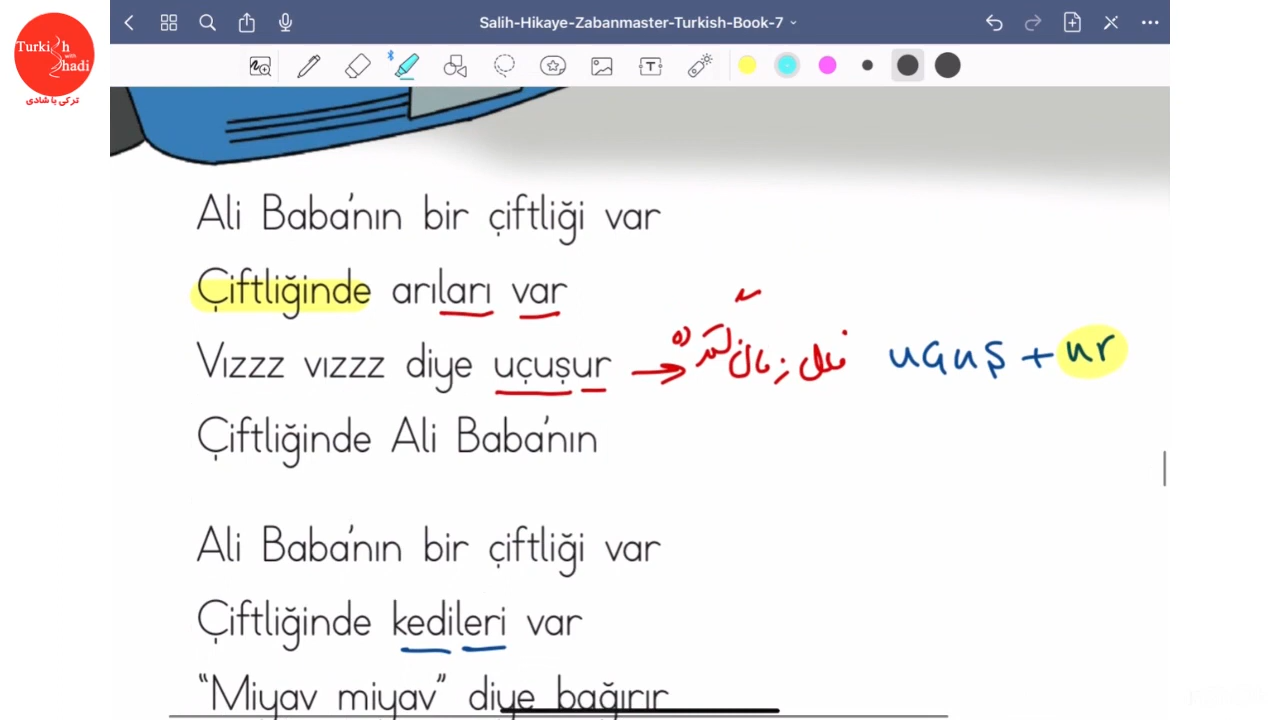 Turkish
with
Shadi
ترکی با شادی
Salih-Hikaye-Zabanmaster-Turkish-Book-7
Ali Baba'nın bir çiftliği var
Çiftliğinde arıları var
Vızzz vızzz diye uçuşur → فعل زمان uçuş + ur
Çiftliğinde Ali Baba'nın
Ali Baba'nın bir çiftliği var
Çiftliğinde kedileri var
“Miyav miyav” diye bağırır